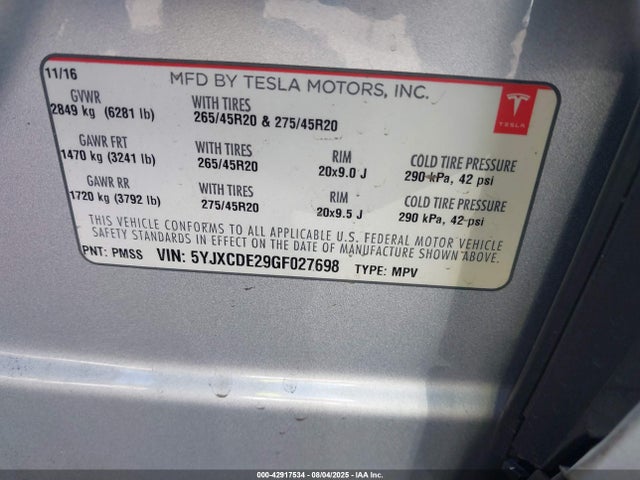 11/16
MFD BY TESLA MOTORS, INC.
GVWR
2849 kg (6281 lb)
WITH TIRES
265/45R20 & 275/45R20
TESLA
GAWR FRT
1470 kg (3241 lb)
WITH TIRES
265/45R20
RIM
20x9.0 J
COLD TIRE PRESSURE
290 kPa, 42 psi
GAWR RR
1720 kg (3792 lb)
WITH TIRES
275/45R20
RIM
20x9.5 J
COLD TIRE PRESSURE
290 kPa, 42 psi
THIS VEHICLE CONFORMS TO ALL APPLICABLE U.S. FEDERAL MOTOR VEHICLE
SAFETY STANDARDS IN EFFECT ON THE DATE OF MANUFACTURE SHOWN ABOVE.
PNT: PMSS VIN: 5YJXCDE29GF027698 TYPE: MPV
000-42917534 - 08/04/2025 - IAA Inc.